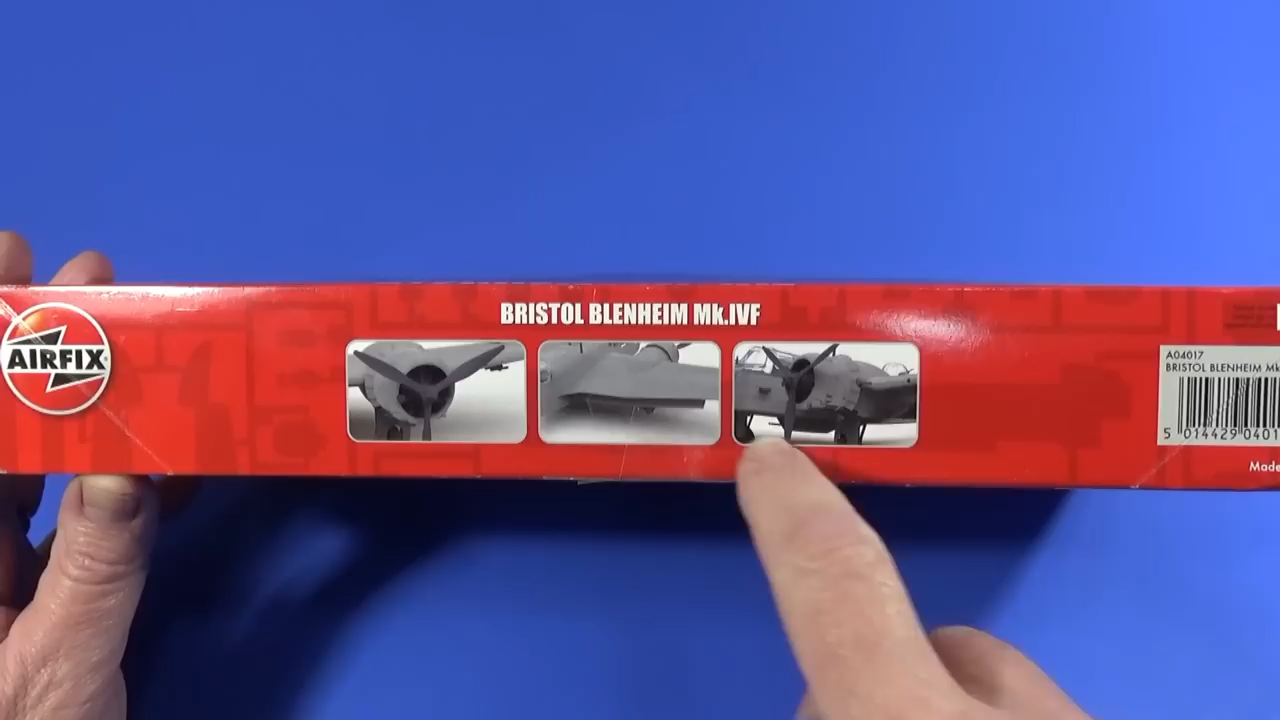 BRISTOL BLENHEIM Mk.IVF
AIRFIX
A04017
BRISTOL BLENHEIM Mk
5 014429 0401
Made